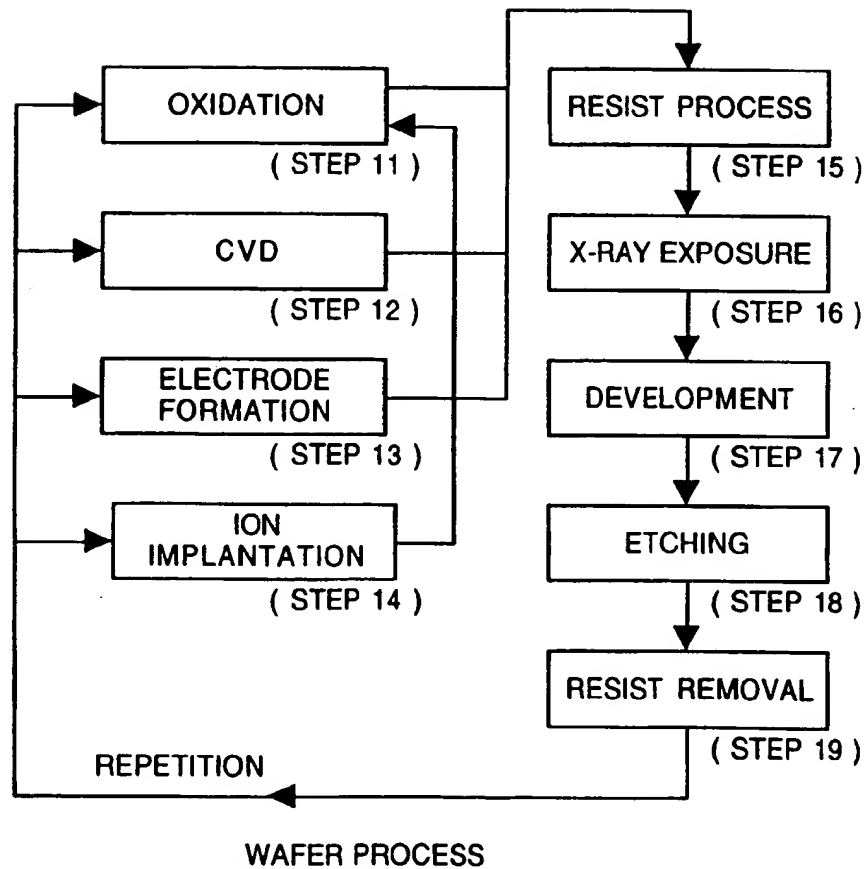 OXIDATION
( STEP 11 )
CVD
( STEP 12 )
ELECTRODE
FORMATION
( STEP 13 )
ION
IMPLANTATION
( STEP 14 )
RESIST PROCESS
( STEP 15 )
X-RAY EXPOSURE
( STEP 16 )
DEVELOPMENT
( STEP 17 )
ETCHING
( STEP 18 )
RESIST REMOVAL
( STEP 19 )
REPETITION
WAFER PROCESS